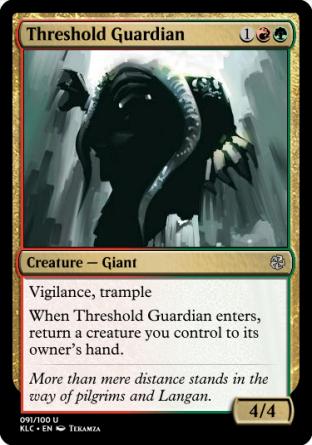 Threshold Guardian 1
Creature — Giant
Vigilance, trample
When Threshold Guardian enters,
return a creature you control to its
owner's hand.
More than mere distance stands in the
way of pilgrims and Langan.
4/4
091/100 U
KLC • EN TEKAMZA